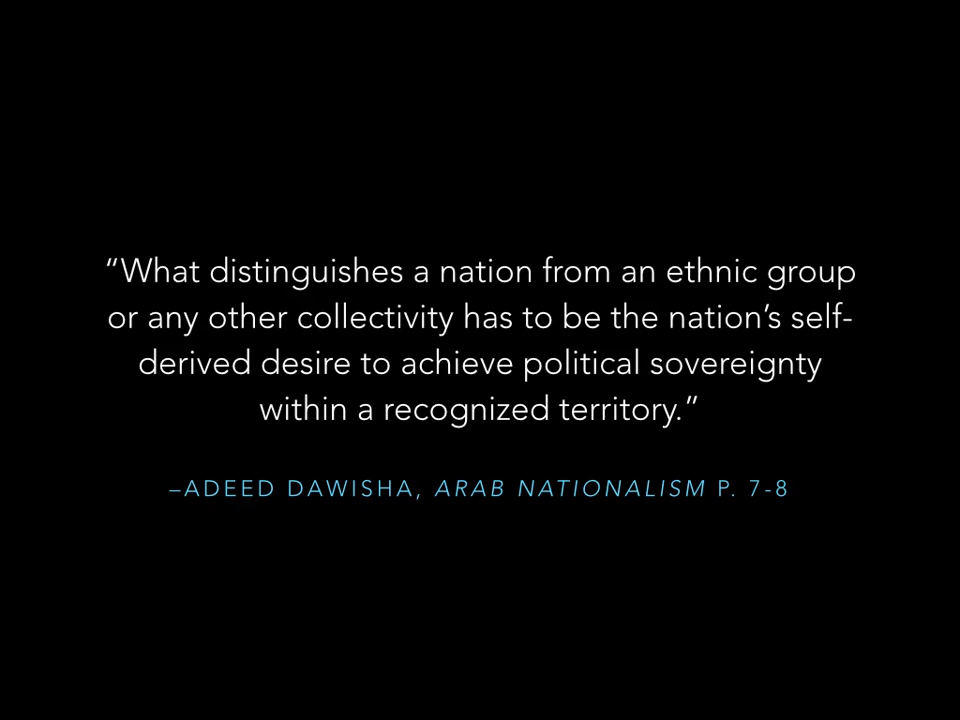 “What distinguishes a nation from an ethnic group
or any other collectivity has to be the nation’s self-
derived desire to achieve political sovereignty
within a recognized territory.”
–ADEED DAWISHA, ARAB NATIONALISM P. 7-8